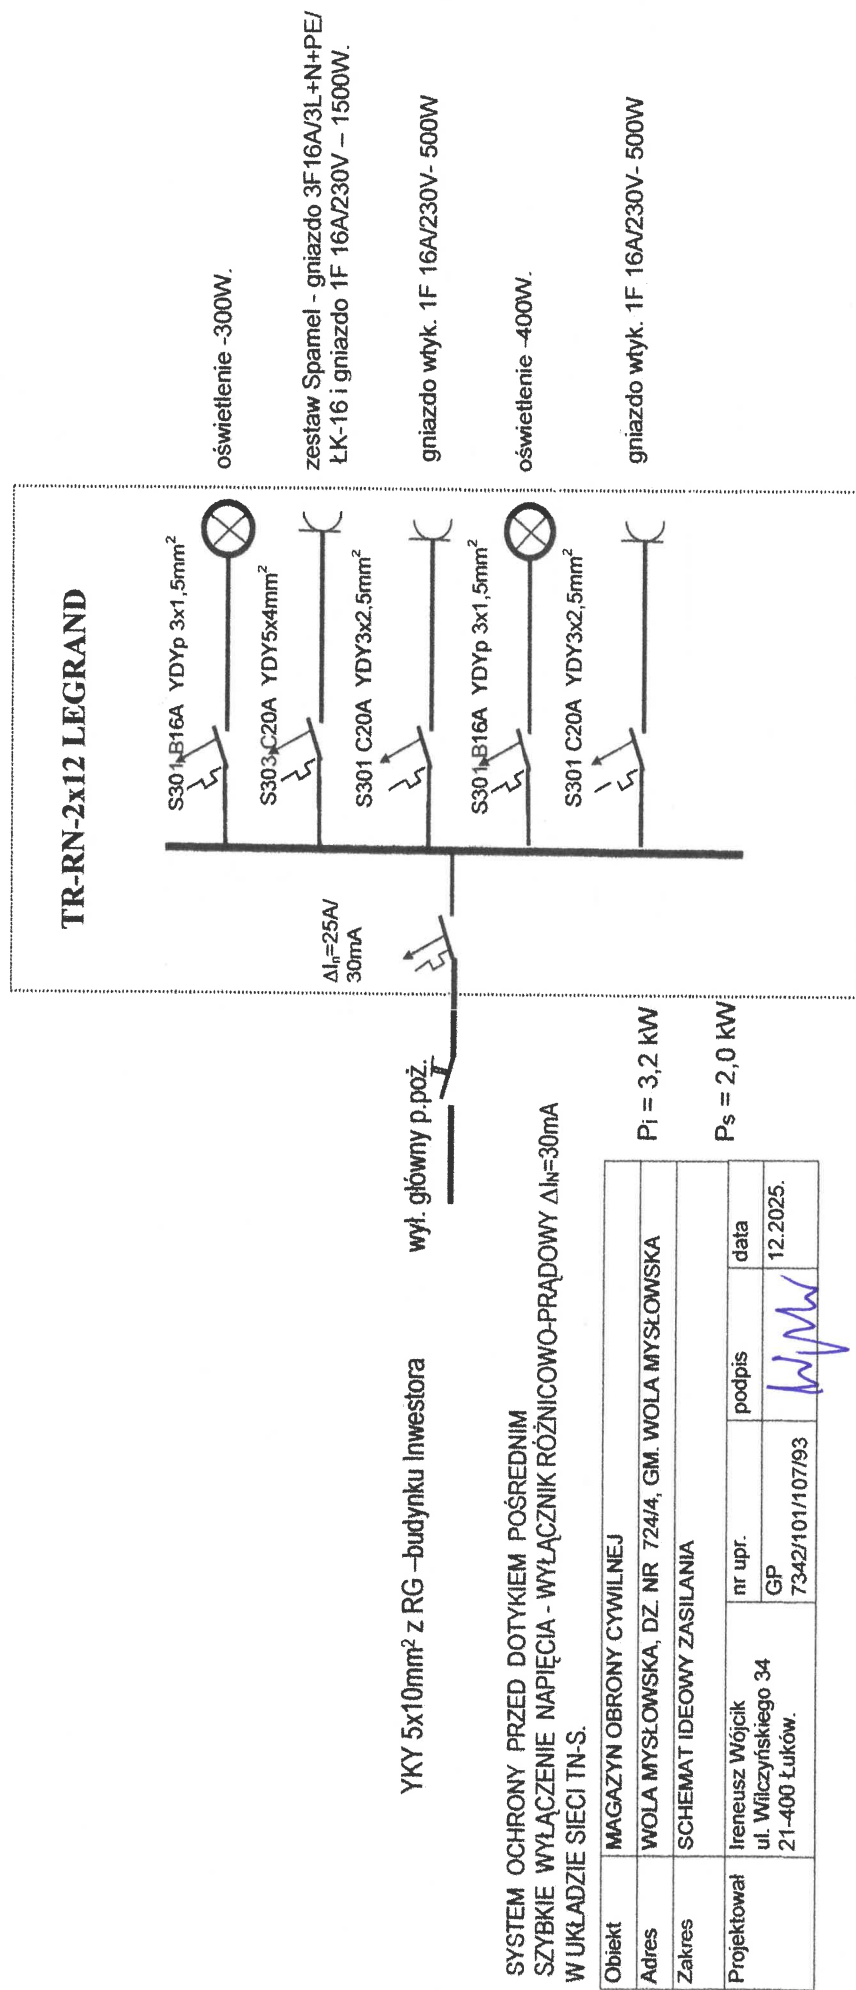 TR-RN-2x12 LEGRAND
S301 B16A YDYp 3x1,5mm²
oświetlenie -300W.
S303 C20A YDY5x4mm²
zestaw Spamel - gniazdo 3F16A/3L+N+PE/
ŁK-16 i gniazdo 1F 16A/230V – 1500W.
S301 C20A YDY3x2,5mm²
gniazdo wtyk. 1F 16A/230V- 500W
S301 B16A YDYp 3x1,5mm²
oświetlenie -400W.
S301 C20A YDY3x2,5mm²
gniazdo wtyk. 1F 16A/230V- 500W
ΔIn=25A/
30mA
wył. główny p.poż.
YKY 5x10mm² z RG –budynku Inwestora
SYSTEM OCHRONY PRZED DOTYKIEM POŚREDNIM
SZYBKIE WYŁĄCZENIE NAPIĘCIA - WYŁĄCZNIK RÓŻNICOWO-PRĄDOWY ΔIN=30mA
W UKŁADZIE SIECI TN-S.
Pi = 3,2 kW
Ps = 2,0 kW
Obiekt MAGAZYN OBRONY CYWILNEJ
Adres WOLA MYSŁOWSKA, DZ. NR 724/4, GM. WOLA MYSŁOWSKA
Zakres SCHEMAT IDEOWY ZASILANIA
Projektował Ireneusz Wójcik nr upr. podpis data
ul. Wilczyńskiego 34 GP 12.2025.
21-400 Łuków. 7342/101/107/93